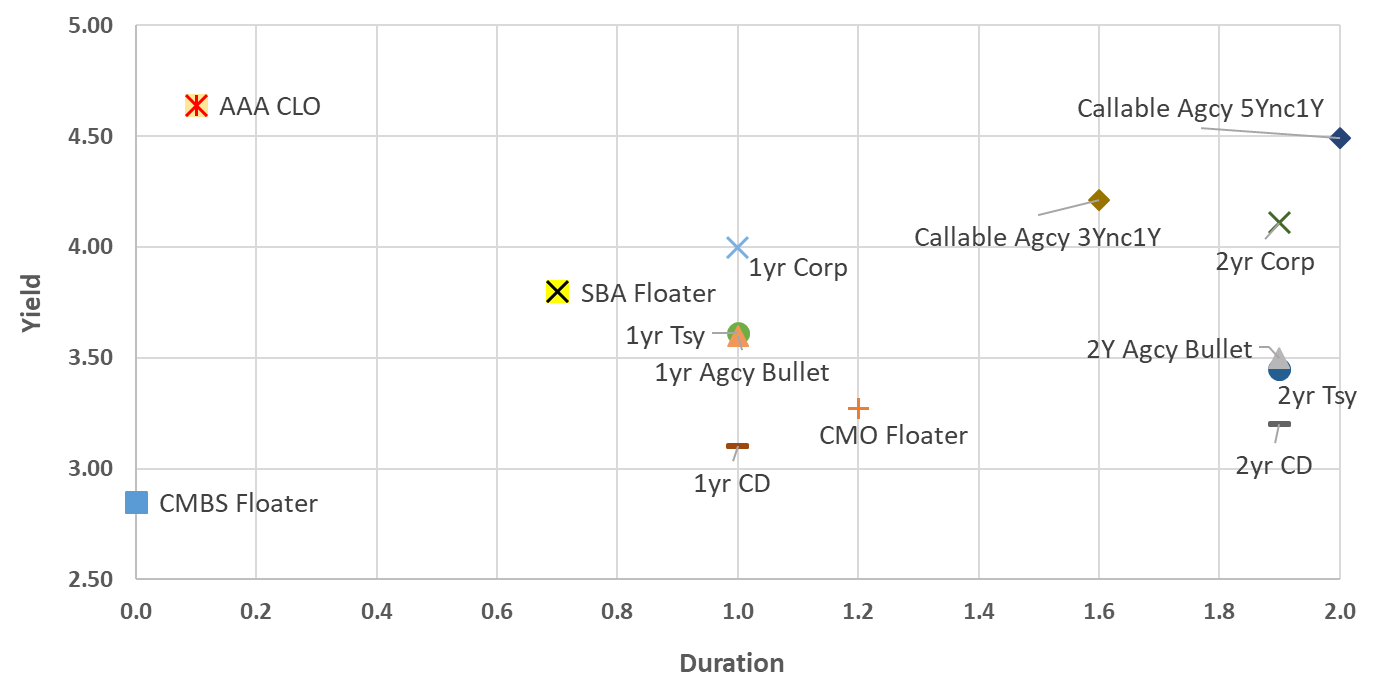 5.00
AAA CLO
Callable Agcy 5Ync1Y
4.50
Callable Agcy 3Ync1Y
4.00
2yr Corp
1yr Corp
SBA Floater
Yield
1yr Tsy
2Y Agcy Bullet
3.50
1yr Agcy Bullet
2yr Tsy
CMO Floater
3.00
2yr CD
1yr CD
CMBS Floater
2.50
0.0 0.2 0.4 0.6 0.8 1.0 1.2 1.4 1.6 1.8 2.0
Duration